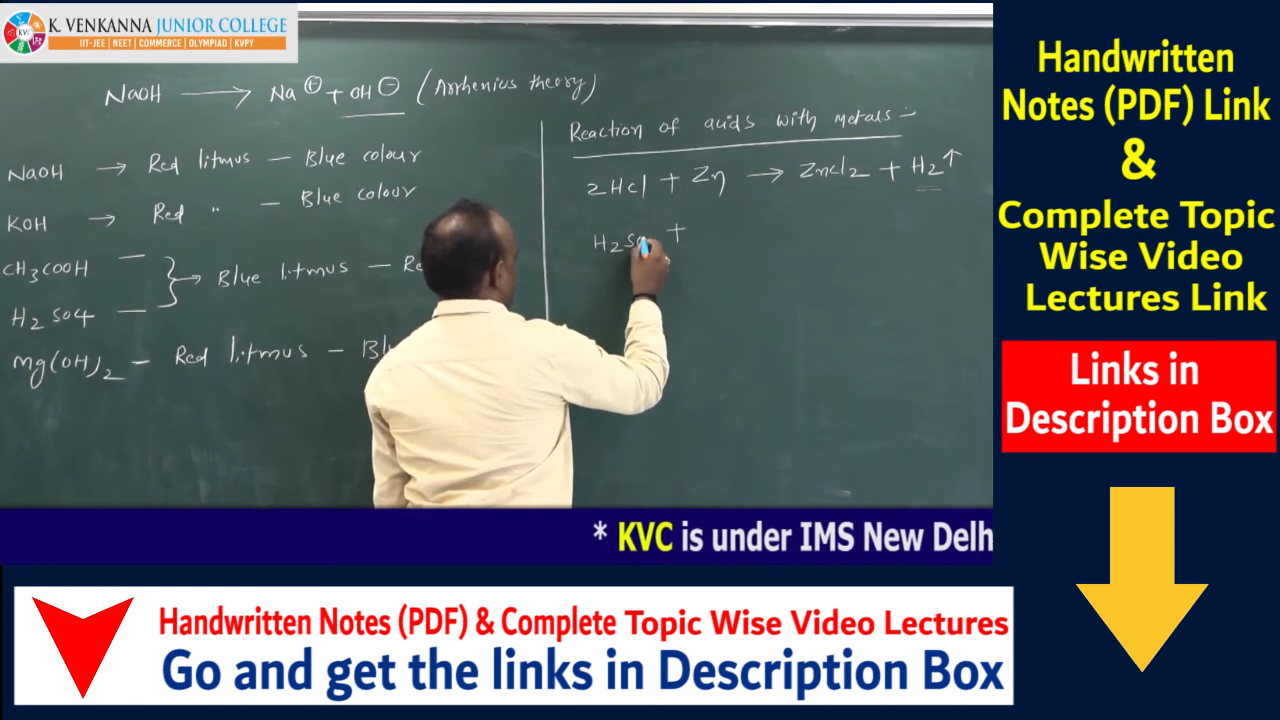 K. VENKANNA JUNIOR COLLEGE
KVC
IIT-JEE | NEET | COMMERCE | OLYMPIAD | KVPY
NaOH ⟶ Na⊕ + OH⊖ (Arrhenius theory)
NaOH → Red litmus – Blue colour
KOH → Red " – Blue colour
CH3COOH –
H2SO4 –
} → Blue litmus – Re
Mg(OH)2 – Red litmus – Bl
Reaction of acids with metals :-
2HCl + Zn → ZnCl2 + H2↑
H2SO +
* KVC is under IMS New Delh
Handwritten
Notes (PDF) Link
&
Complete Topic
Wise Video
Lectures Link
Links in
Description Box
Handwritten Notes (PDF) & Complete Topic Wise Video Lectures
Go and get the links in Description Box